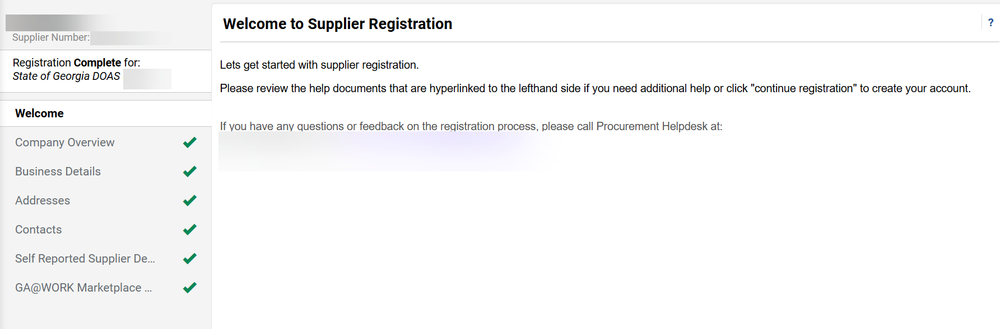 Supplier Number:
Registration Complete for:
State of Georgia DOAS
Welcome
Company Overview
Business Details
Addresses
Contacts
Self Reported Supplier De...
GA@WORK Marketplace ...
Welcome to Supplier Registration
?
Lets get started with supplier registration.
Please review the help documents that are hyperlinked to the lefthand side if you need additional help or click "continue registration" to create your account.
If you have any questions or feedback on the registration process, please call Procurement Helpdesk at: